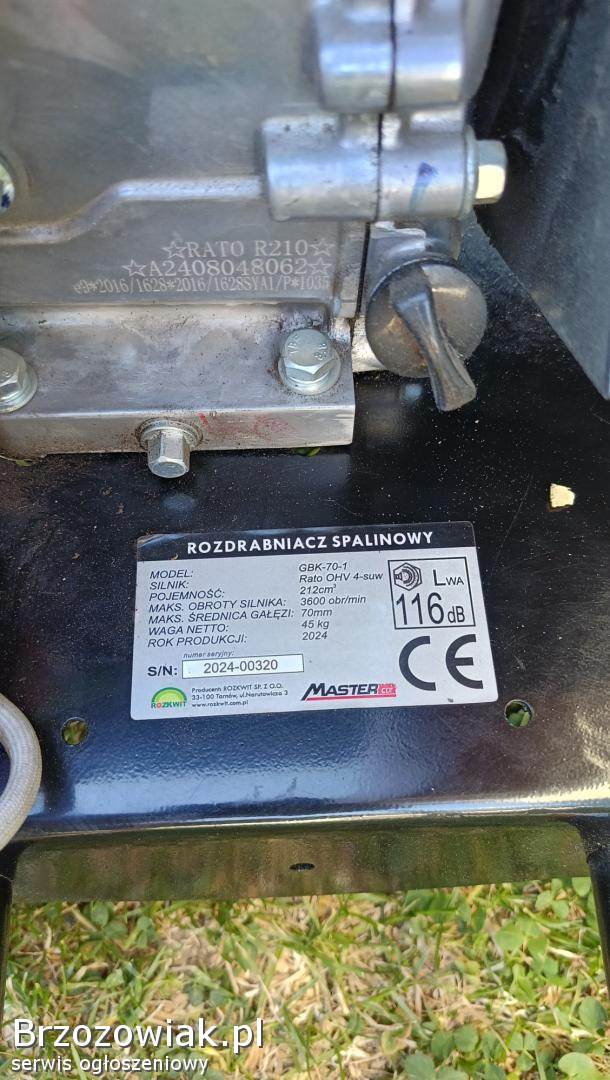 ☆RATO R210☆
☆A2408048062☆
e9*2016/1628*2016/1628SYA1/P*1035
ROZDRABNIACZ SPALINOWY
MODEL: GBK-70-1
SILNIK: Rato OHV 4-suw
POJEMNOŚĆ: 212cm³
MAKS. OBROTY SILNIKA: 3600 obr/min
MAKS. ŚREDNICA GAŁĘZI: 70mm
WAGA NETTO: 45 kg
ROK PRODUKCJI: 2024
LWA
116 dB
numer seryjny:
S/N: 2024-00320
CE
ROZKWIT
Producent ROZKWIT SP. Z O.O.
33-100 Tarnów, ul.Narutowicza 3
www.rozkwit.com.pl
MASTER
Brzozowiak.pl
serwis ogłoszeniowy